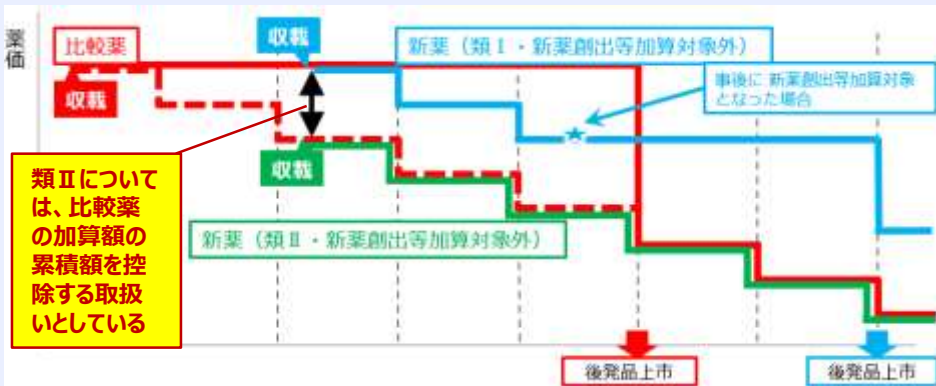 薬価
比較薬
収載
収載
新薬(類Ⅰ・新薬創出等加算対象外)
事後に 新薬創出等加算対象
となった場合
収載
類Ⅱについて
は、比較薬
の加算額の
累積額を控
除する取扱
いとしている
新薬(類Ⅱ・新薬創出等加算対象外)
後発品上市
後発品上市